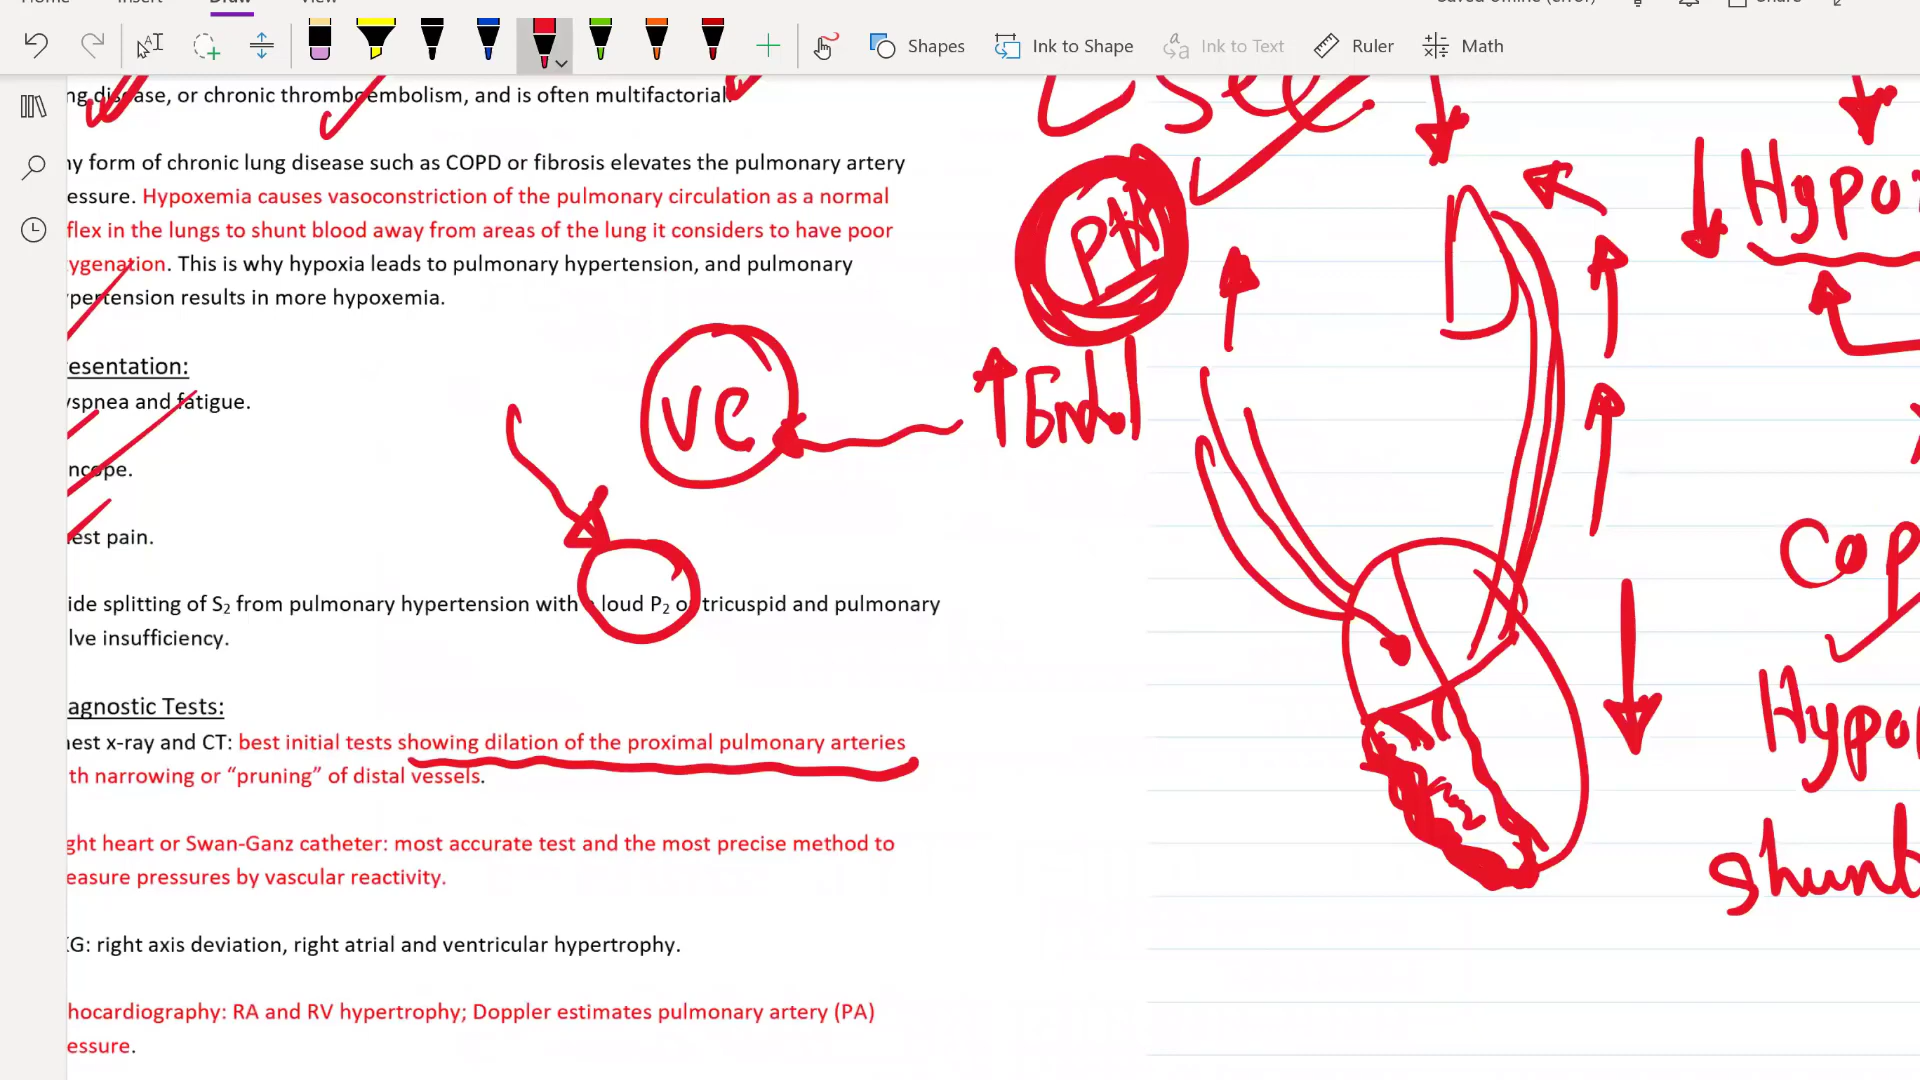 Draw
Shapes
Ink to Shape
Ink to Text
Ruler
Math
disease, or chronic thromboembolism, and is often multifactorial.
form of chronic lung disease such as COPD or fibrosis elevates the pulmonary artery
essure. Hypoxemia causes vasoconstriction of the pulmonary circulation as a normal
flex in the lungs to shunt blood away from areas of the lung it considers to have poor
ygenation. This is why hypoxia leads to pulmonary hypertension, and pulmonary
pertension results in more hypoxemia.
resentation:
yspnea and fatigue.
ncope.
est pain.
ide splitting of S₂ from pulmonary hypertension with loud P₂ or tricuspid and pulmonary
lve insufficiency.
agnostic Tests:
hest x-ray and CT: best initial tests showing dilation of the proximal pulmonary arteries
th narrowing or “pruning” of distal vessels.
ght heart or Swan-Ganz catheter: most accurate test and the most precise method to
easure pressures by vascular reactivity.
KG: right axis deviation, right atrial and ventricular hypertrophy.
hocardiography: RA and RV hypertrophy; Doppler estimates pulmonary artery (PA)
essure.
PH
VC
Hypo
COP
Hypo
shunt